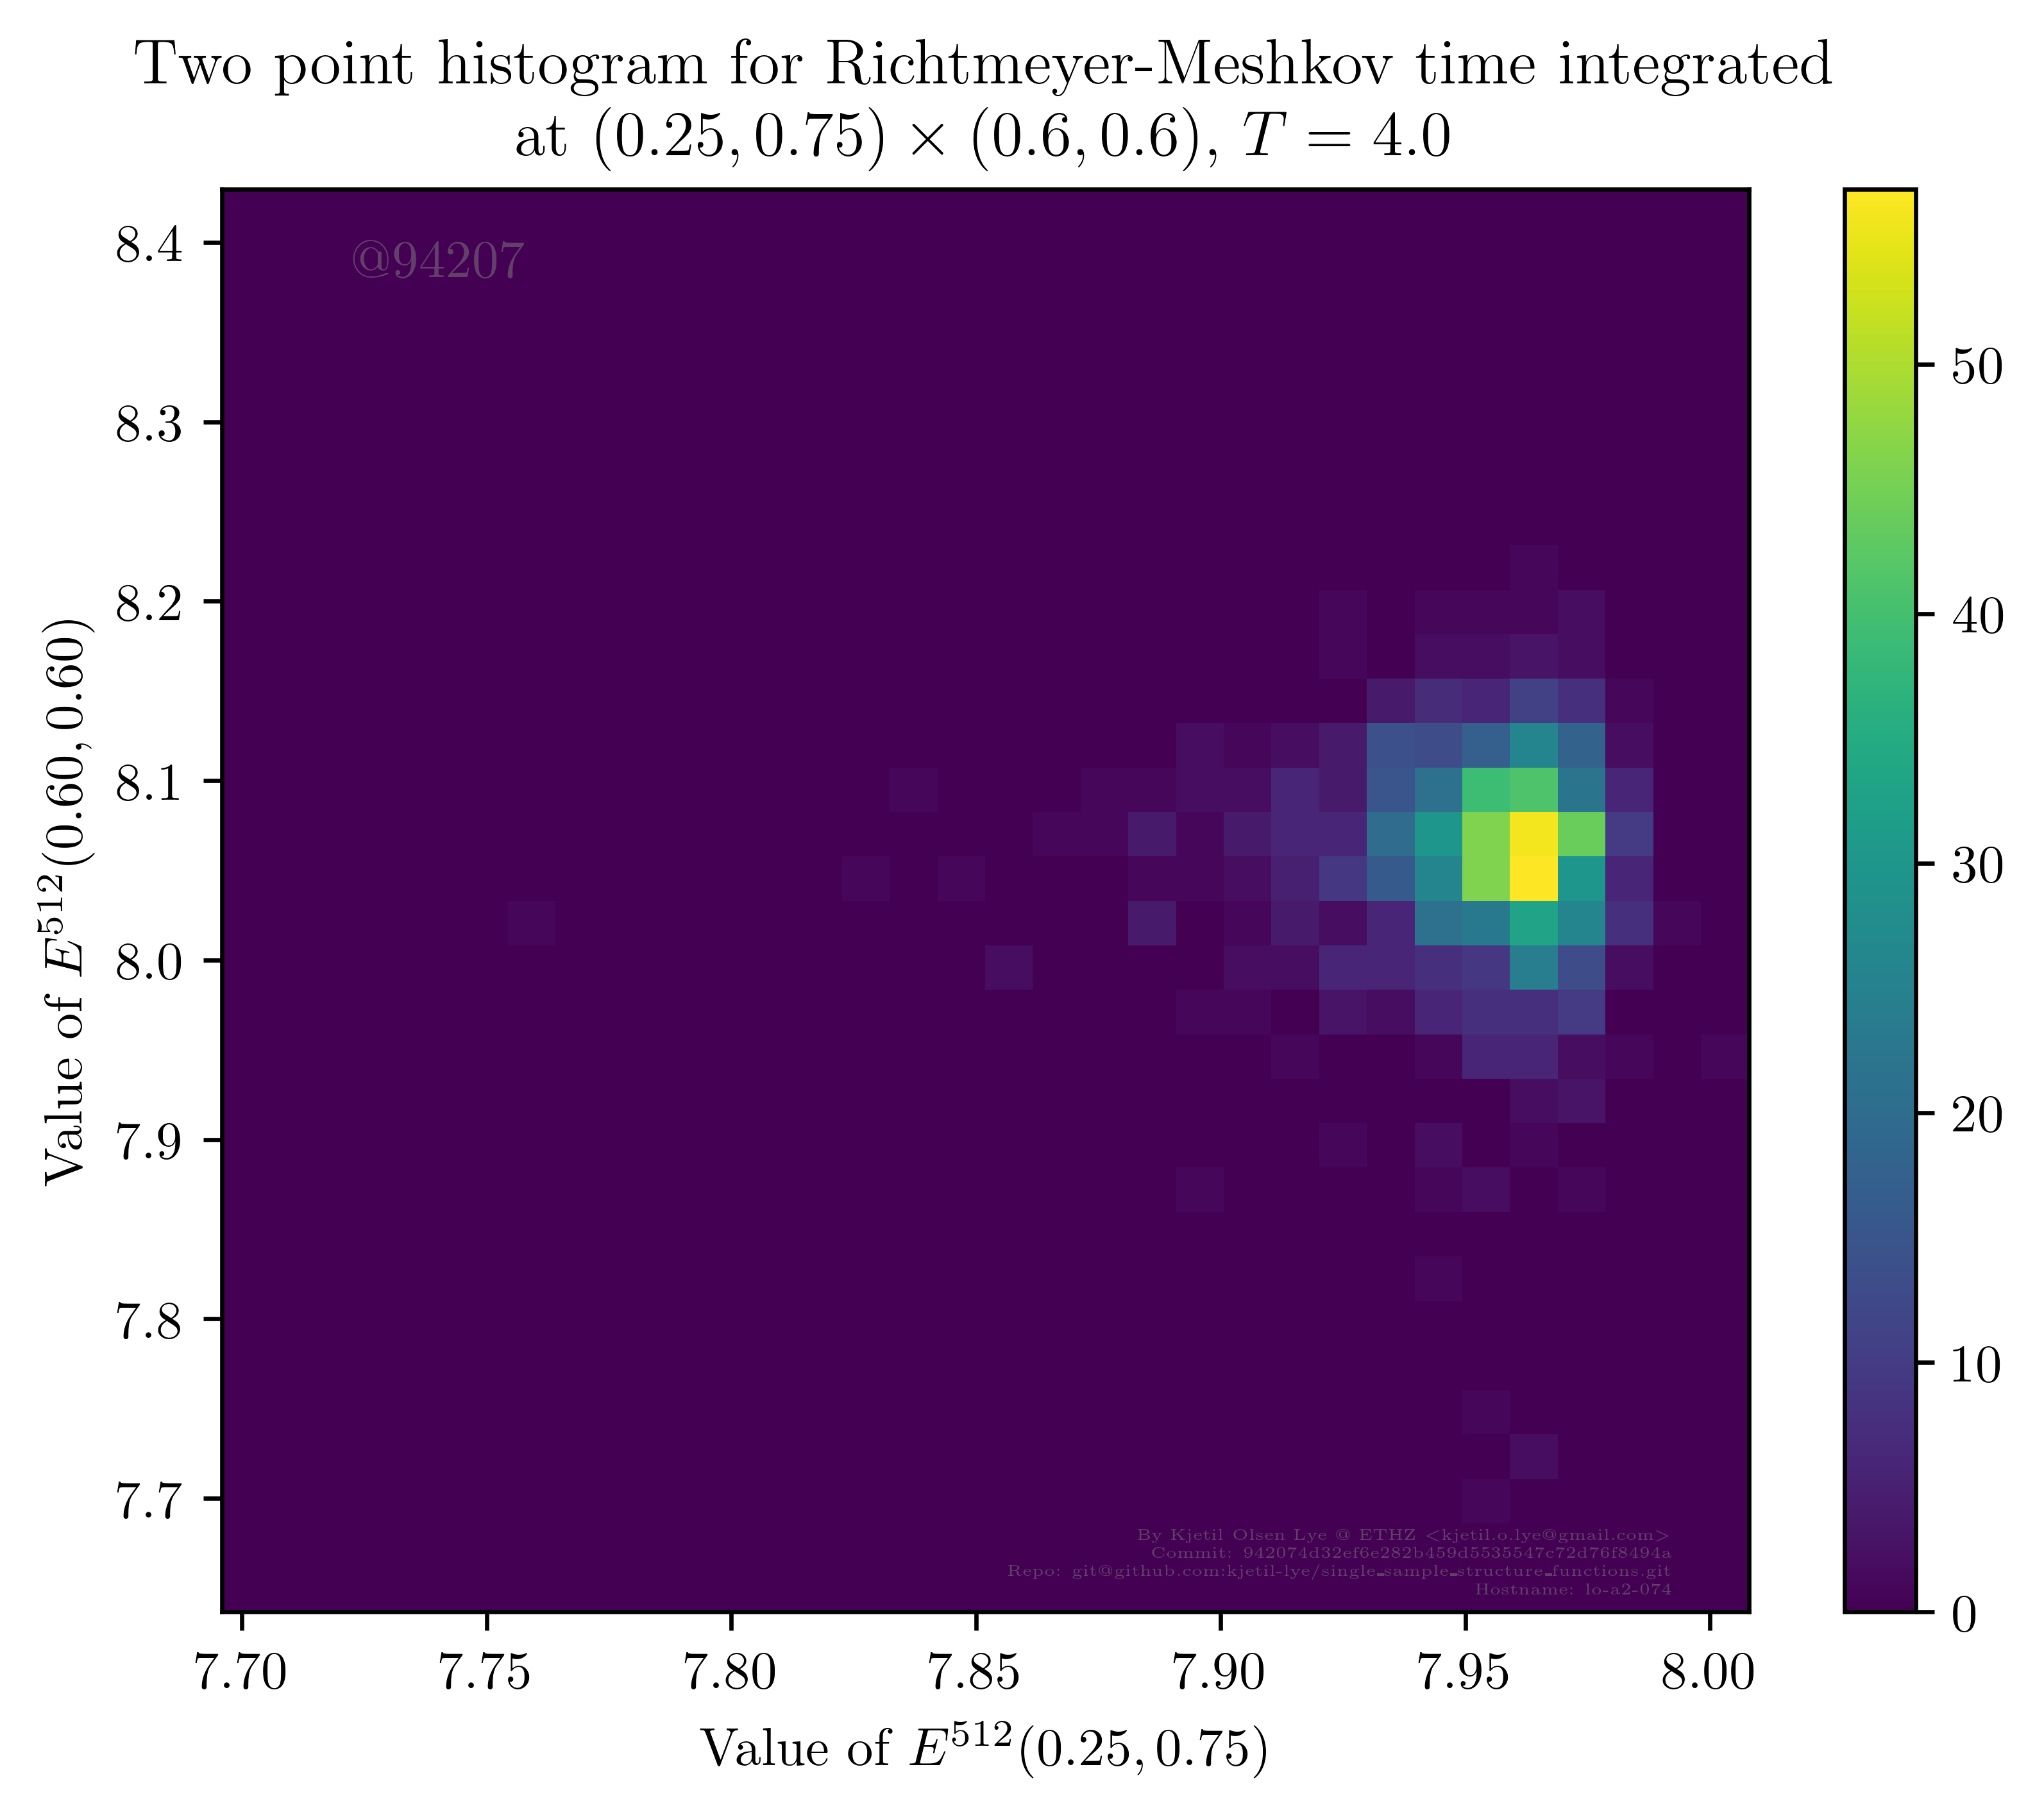 Two point histogram for Richtmeyer-Meshkov time integrated
at (0.25, 0.75) × (0.6, 0.6), T = 4.0
@94207
8.4
8.3
8.2
8.1
8.0
7.9
7.8
7.7
Value of E^512(0.60, 0.60)
50
40
30
20
10
0
By Kjetil Olsen Lye @ ETHZ <kjetil.o.lye@gmail.com>
Commit: 942074d32ef6e282b459d5535547c72d76f8494a
Repo: git@github.com:kjetil-lye/single_sample_structure_functions.git
Hostname: lo-a2-074
7.70 7.75 7.80 7.85 7.90 7.95 8.00
Value of E^512(0.25, 0.75)